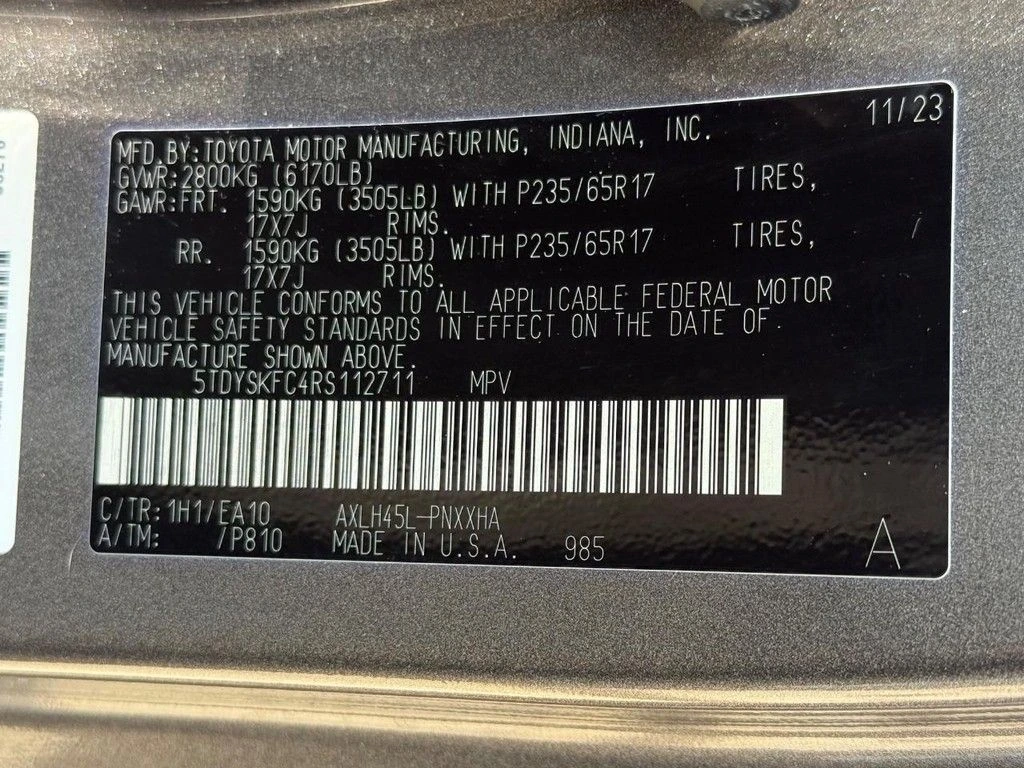 11/23
MFD.BY:TOYOTA MOTOR MANUFACTURING, INDIANA, INC.
GVWR:2800KG (6170LB)
GAWR:FRT. 1590KG (3505LB) WITH P235/65R17 TIRES,
17X7J RIMS.
RR. 1590KG (3505LB) WITH P235/65R17 TIRES,
17X7J RIMS.
THIS VEHICLE CONFORMS TO ALL APPLICABLE FEDERAL MOTOR
VEHICLE SAFETY STANDARDS IN EFFECT ON THE DATE OF
MANUFACTURE SHOWN ABOVE.
5TDYSKFC4RS112711 MPV
C/TR: 1H1/EA10 AXLH45L-PNXXHA
A/TM: /P810 MADE IN U.S.A. 985
A